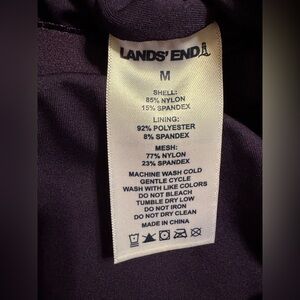 LANDS' END
M
SHELL:
85% NYLON
15% SPANDEX
LINING:
92% POLYESTER
8% SPANDEX
MESH:
77% NYLON
23% SPANDEX
MACHINE WASH COLD
GENTLE CYCLE
WASH WITH LIKE COLORS
DO NOT BLEACH
TUMBLE DRY LOW
DO NOT IRON
DO NOT DRY CLEAN
MADE IN CHINA